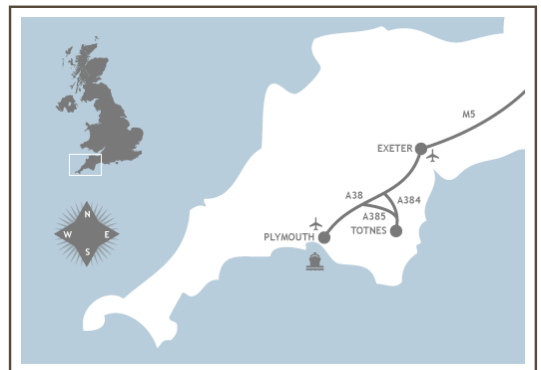 M5
EXETER
A38
A384
A385
PLYMOUTH
TOTNES
N
W E
S